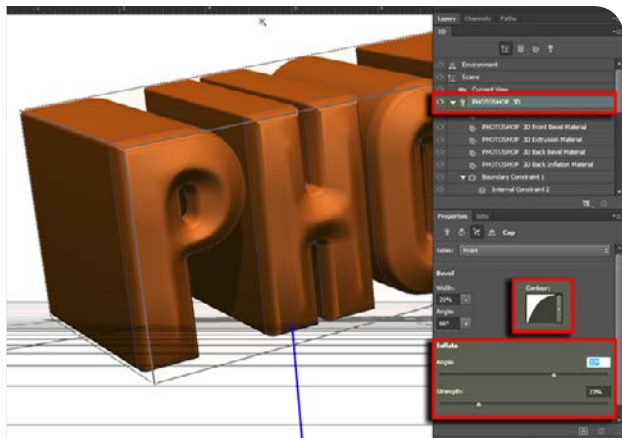 PHO
Layers Channels Paths
3D
Environment
Scene
Current View
PHOTOSHOP 3D
PHOTOSHOP 3D Front Bevel Material
PHOTOSHOP 3D Extrusion Material
PHOTOSHOP 3D Back Bevel Material
PHOTOSHOP 3D Back Inflation Material
Boundary Constraint 1
Internal Constraint 2
Properties Info
Cap
Sides: Front
Bevel
Width:
Contour:
Angle:
Inflate
Angle:
Strength: 23%